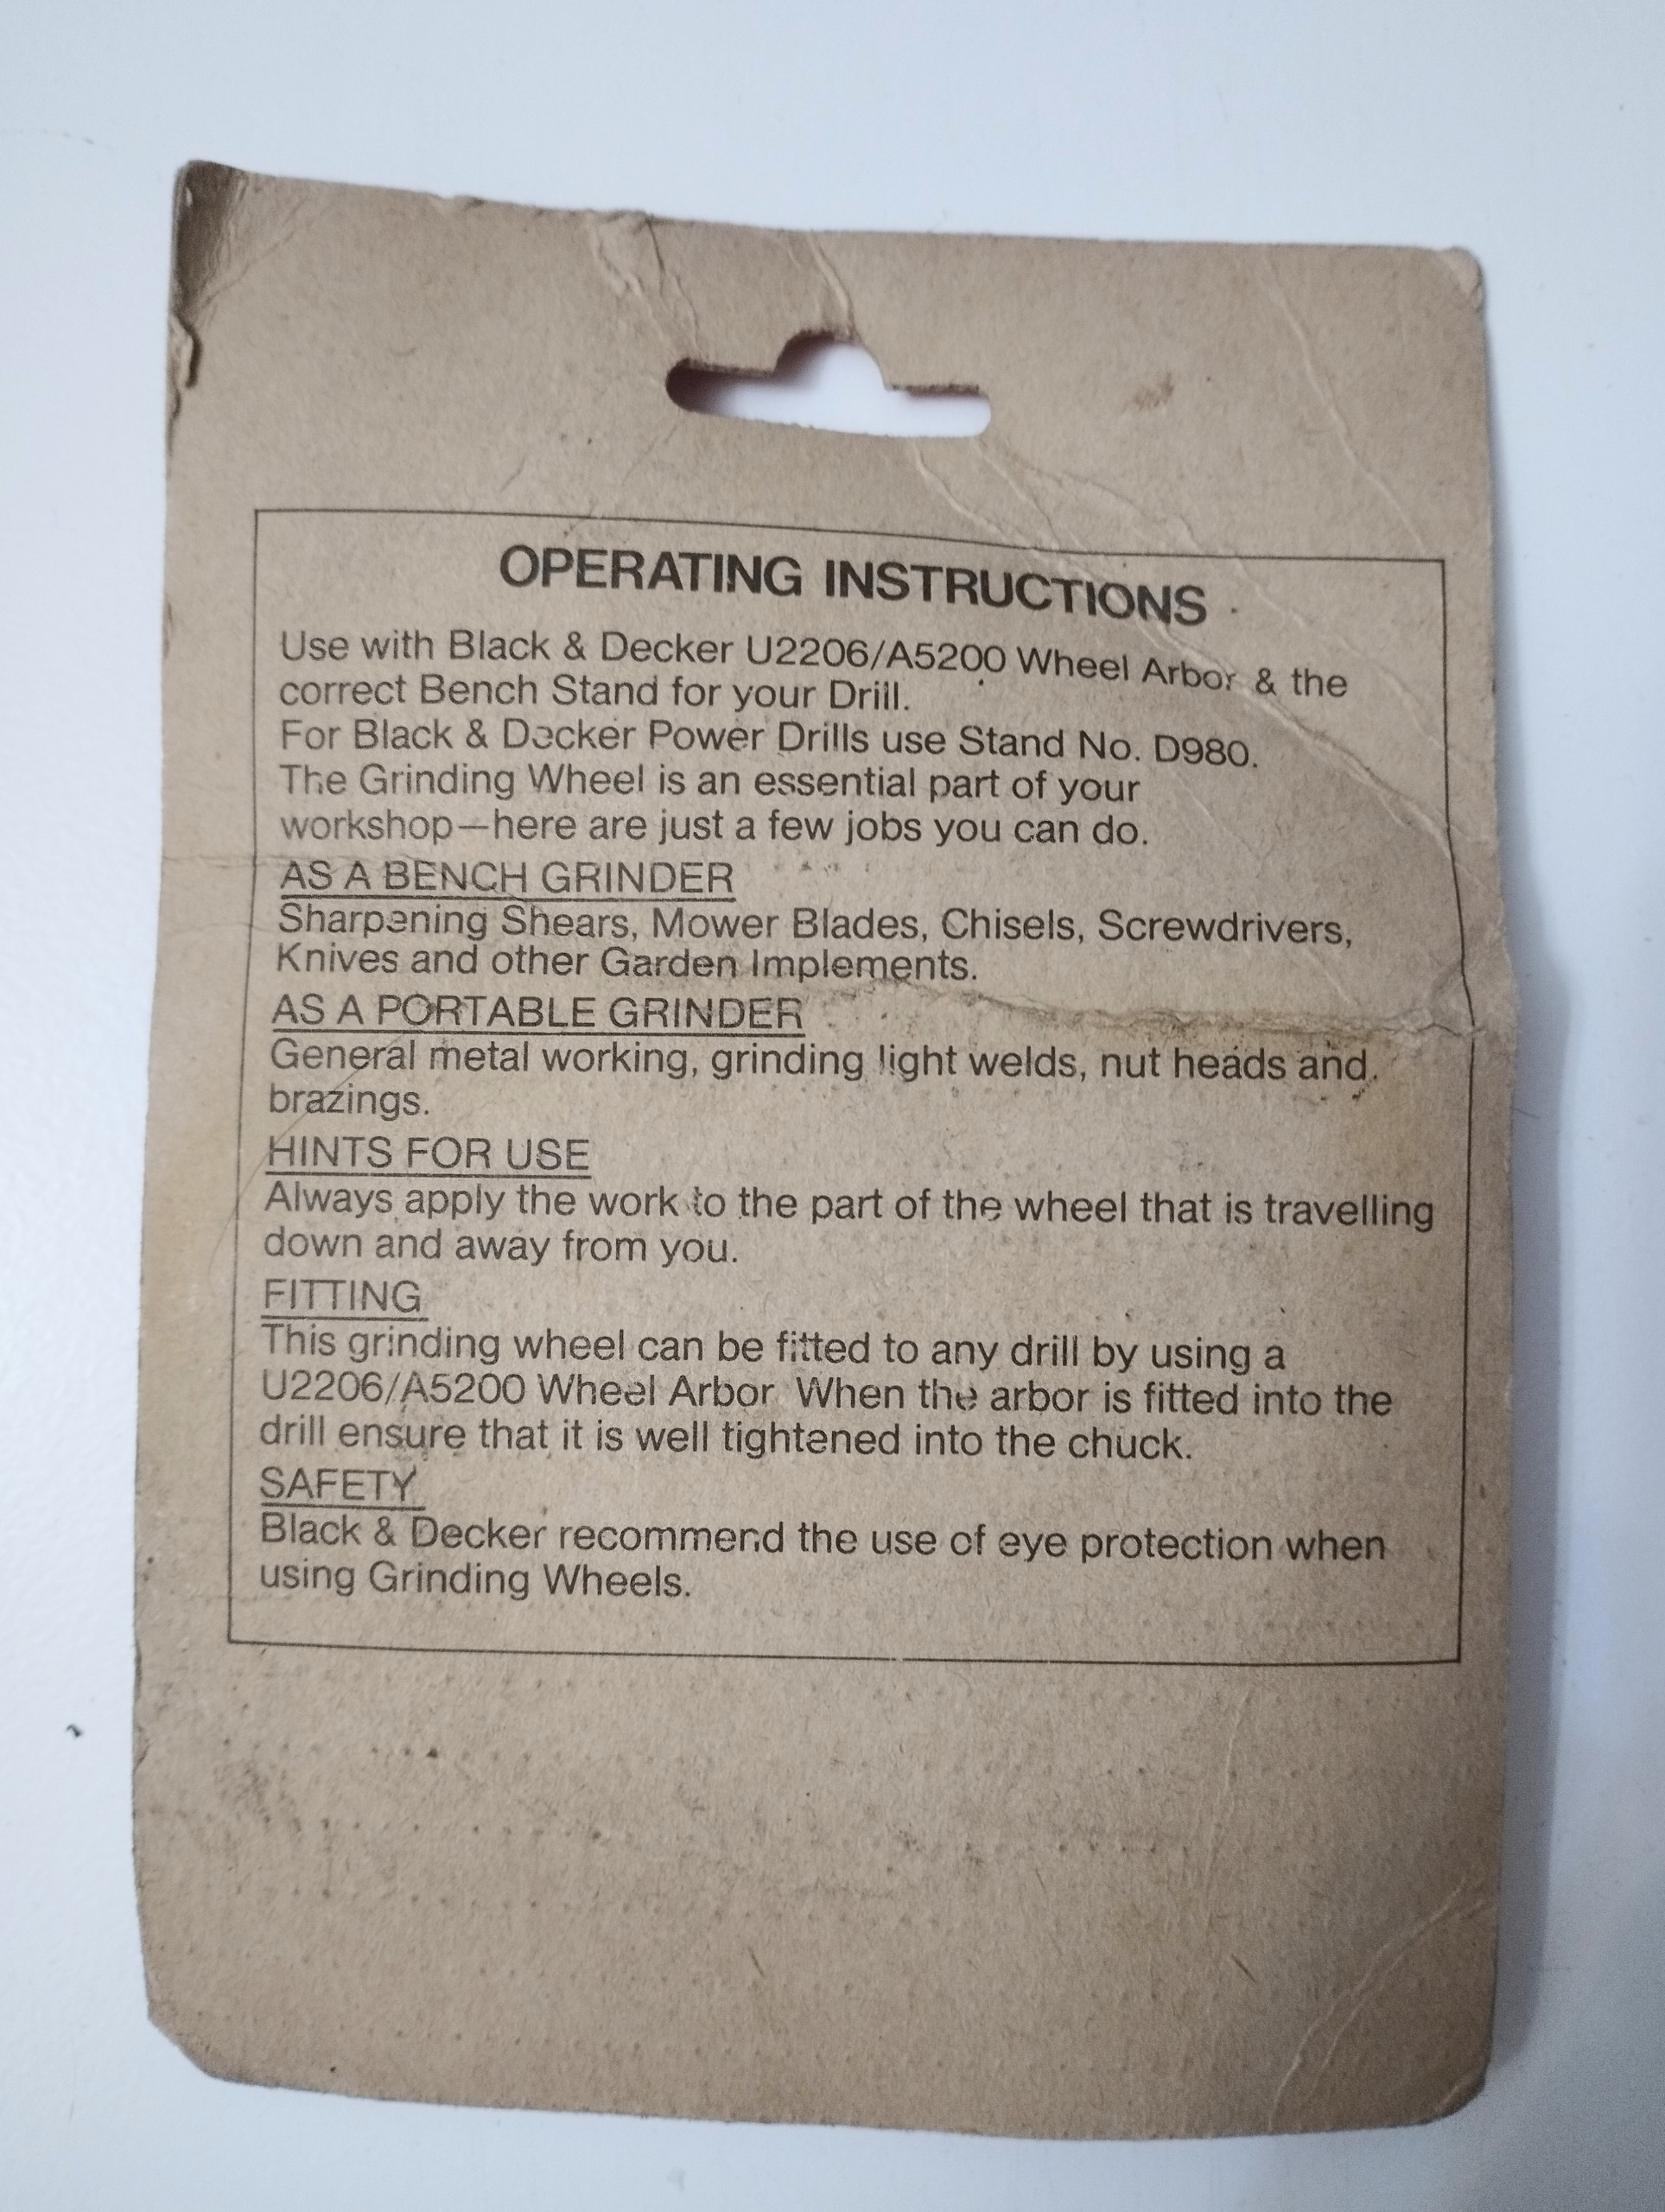 OPERATING INSTRUCTIONS
Use with Black & Decker U2206/A5200 Wheel Arbor & the
correct Bench Stand for your Drill.
For Black & Decker Power Drills use Stand No. D980.
The Grinding Wheel is an essential part of your
workshop—here are just a few jobs you can do.
AS A BENCH GRINDER
Sharpening Shears, Mower Blades, Chisels, Screwdrivers,
Knives and other Garden Implements.
AS A PORTABLE GRINDER
General metal working, grinding light welds, nut heads and
brazings.
HINTS FOR USE
Always apply the work to the part of the wheel that is travelling
down and away from you.
FITTING
This grinding wheel can be fitted to any drill by using a
U2206/A5200 Wheel Arbor When the arbor is fitted into the
drill ensure that it is well tightened into the chuck.
SAFETY
Black & Decker recommend the use of eye protection when
using Grinding Wheels.